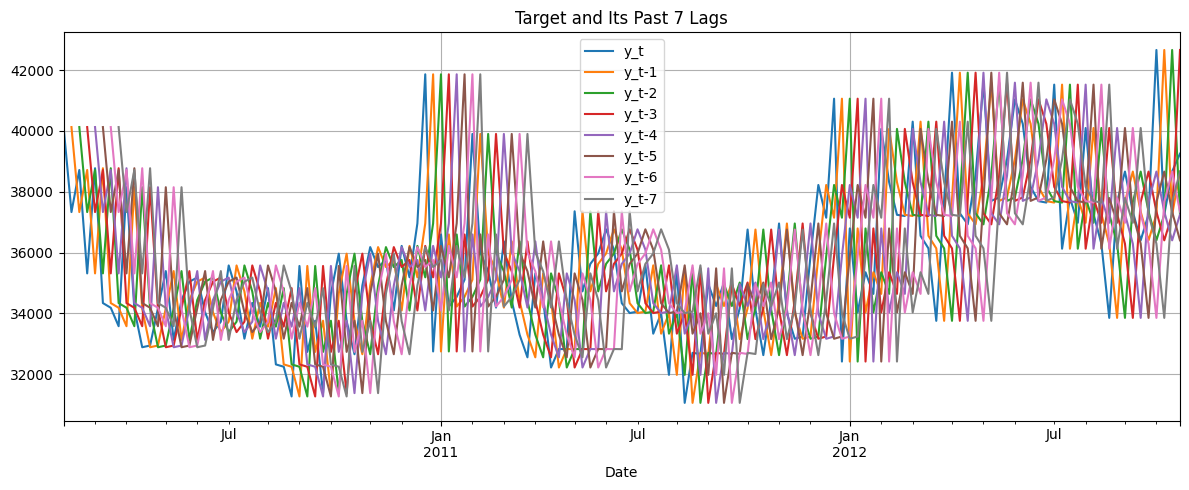 Target and Its Past 7 Lags
42000
40000
38000
36000
34000
32000
y_t
y_t-1
y_t-2
y_t-3
y_t-4
y_t-5
y_t-6
y_t-7
Jul
Jan
2011
Jul
Jan
2012
Jul
Date